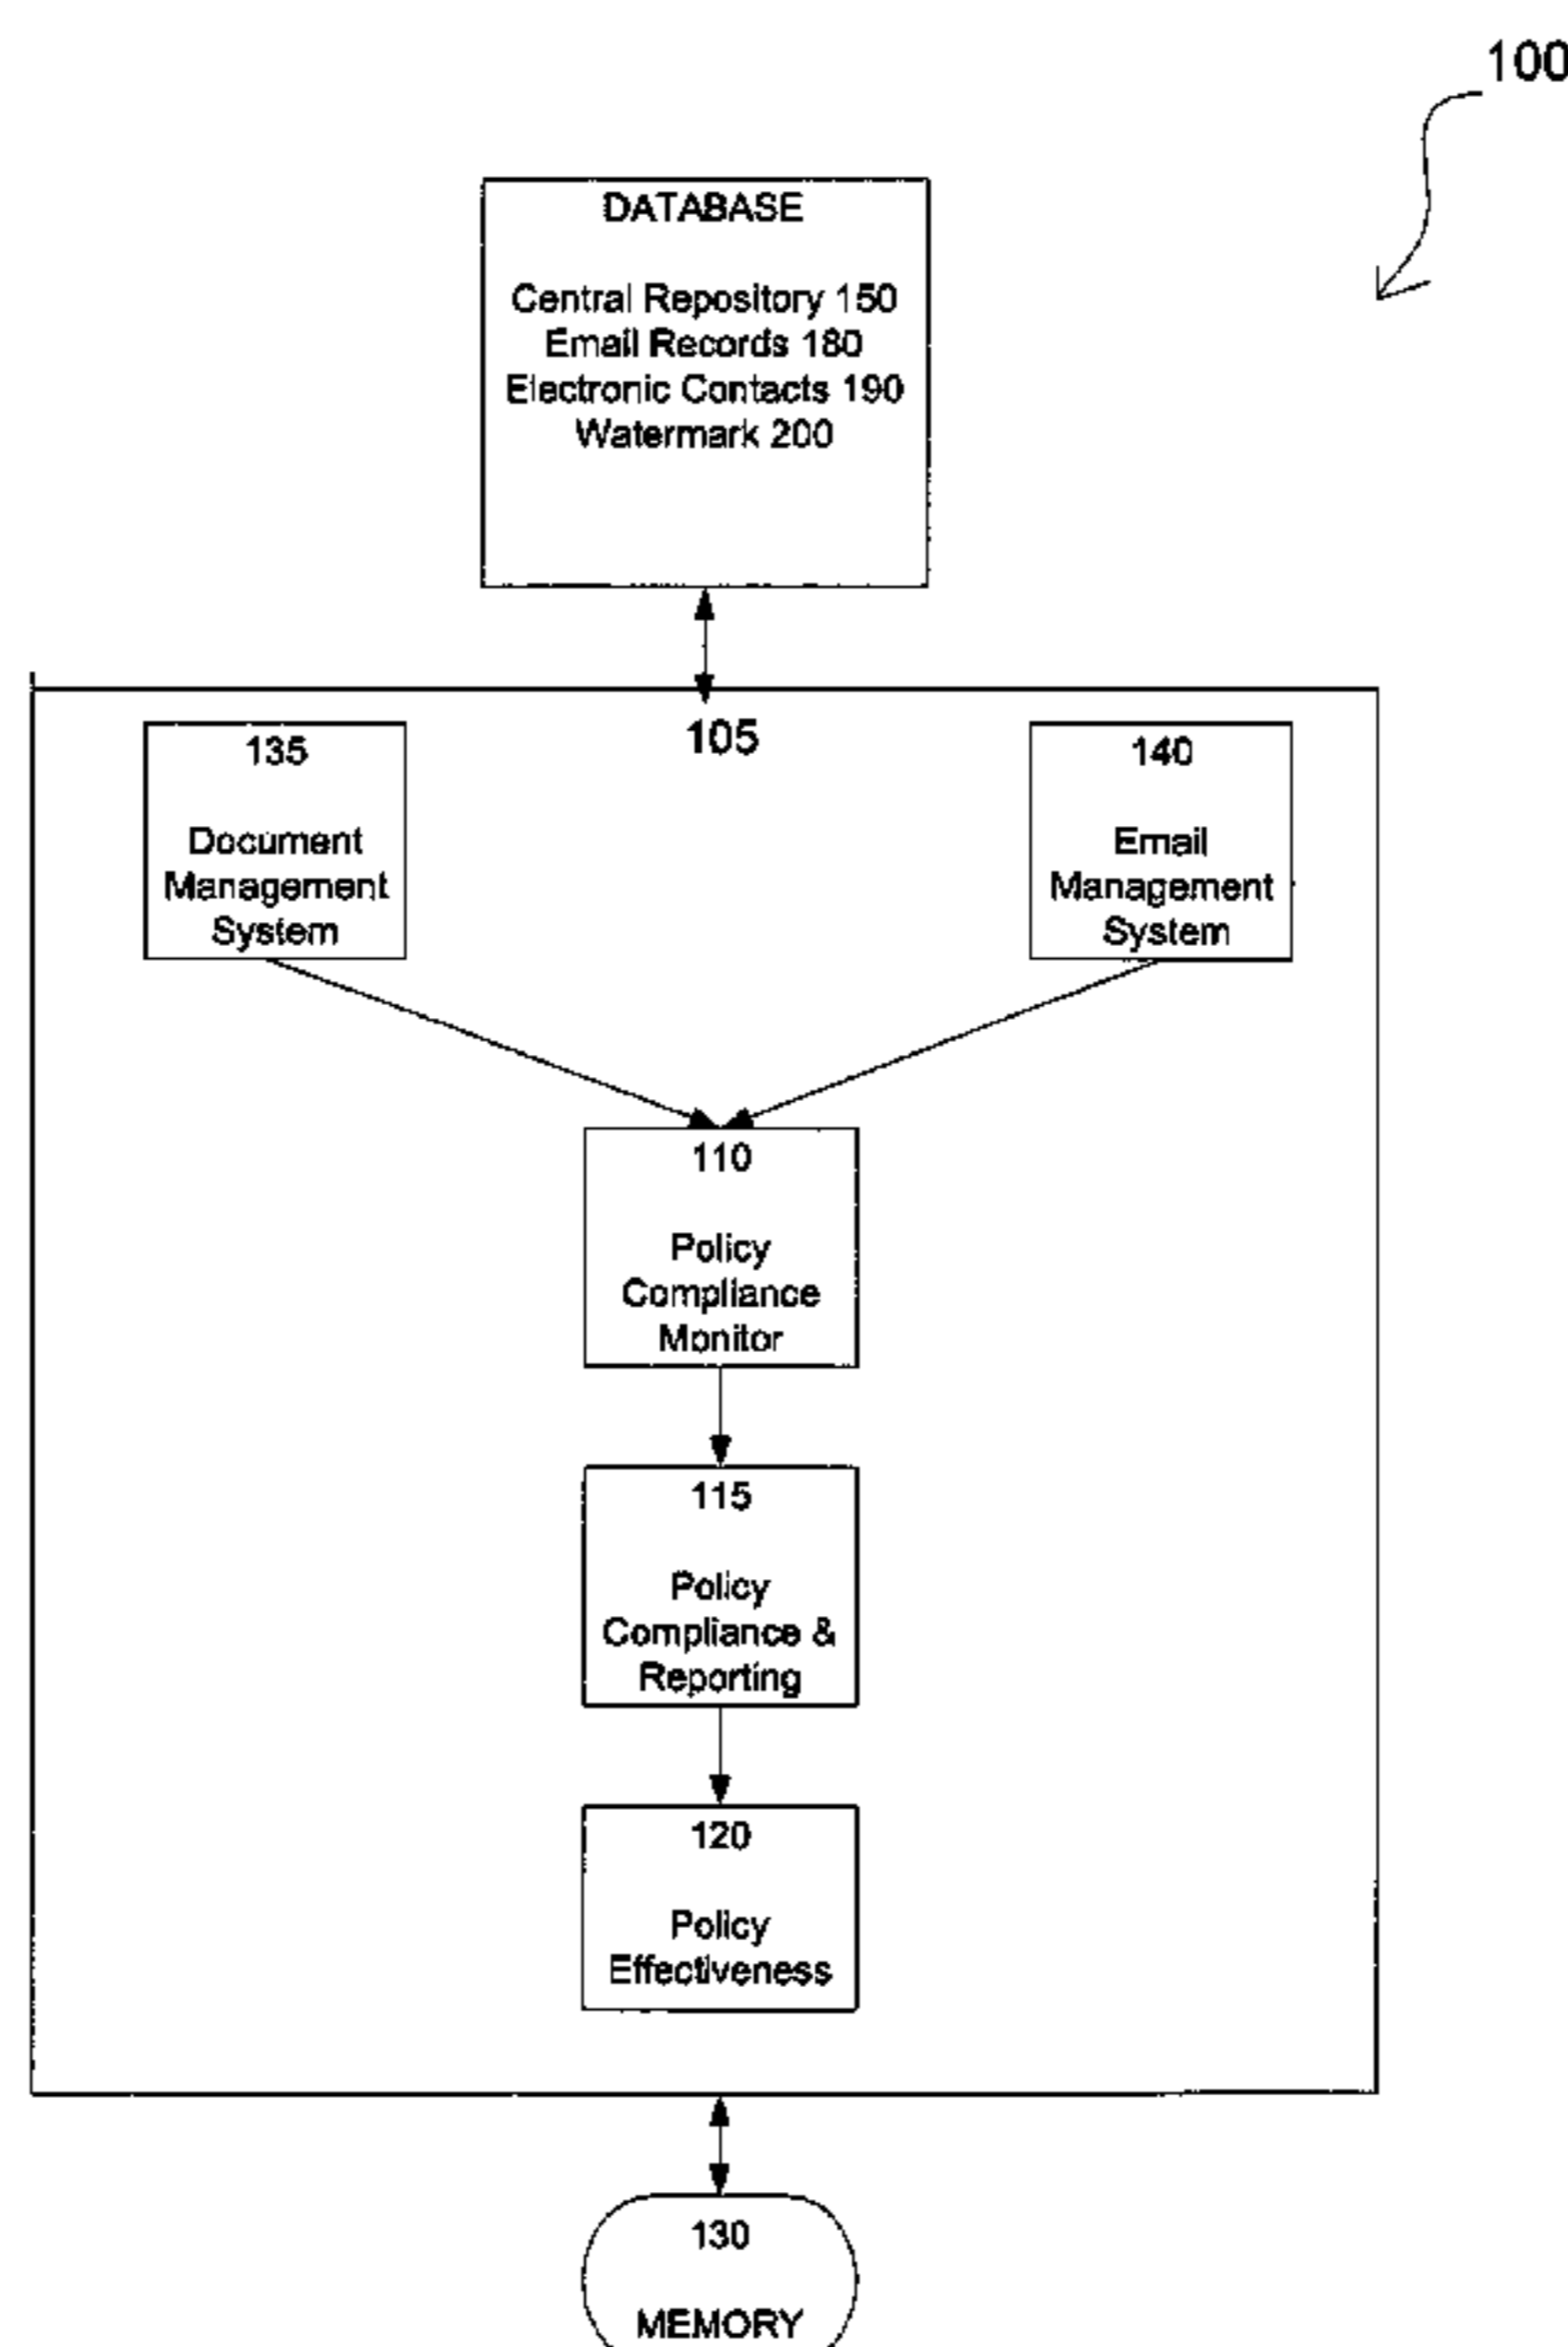 100
DATABASE
Central Repository 150
Email Records 180
Electronic Contacts 190
Watermark 200
105
135
Document
Management
System
140
Email
Management
System
110
Policy
Compliance
Monitor
115
Policy
Compliance &
Reporting
120
Policy
Effectiveness
130
MEMORY